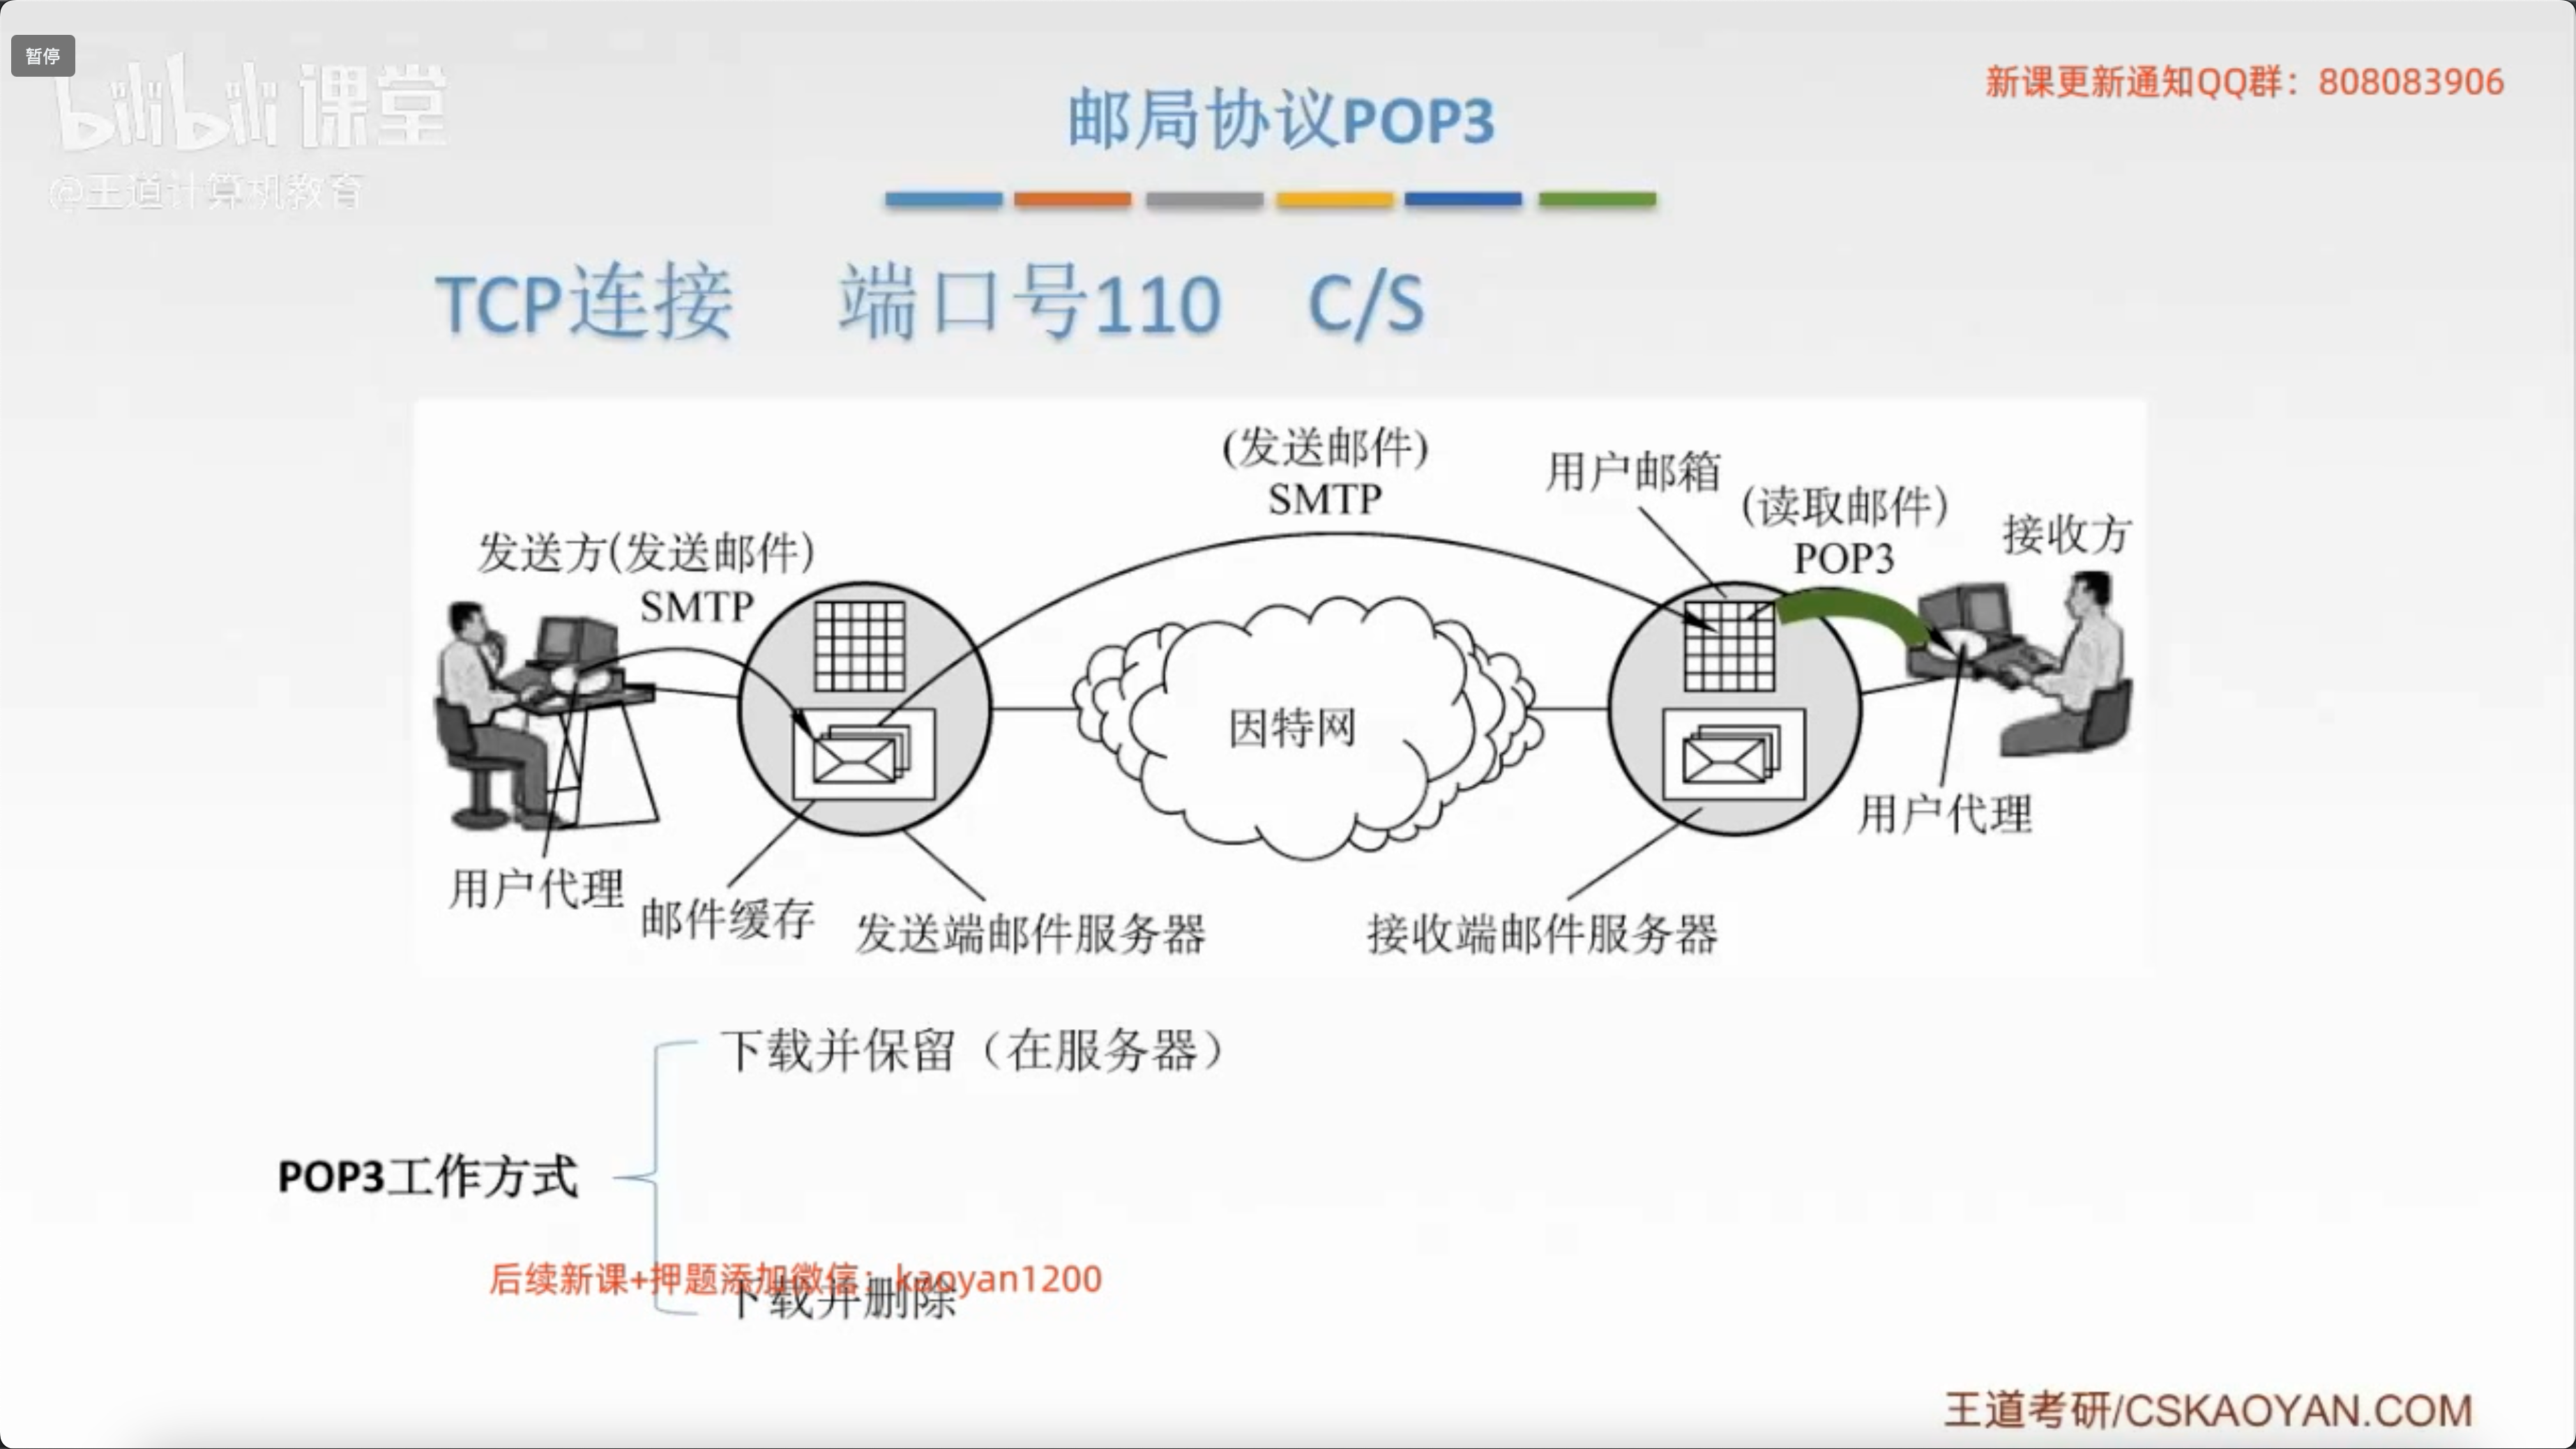 暂停
bilibili课堂
@王道计算机教育
新课更新通知QQ群：808083906
邮局协议POP3
TCP连接 端口号110 C/S
(发送邮件)
SMTP
用户邮箱
(读取邮件)
POP3
接收方
发送方(发送邮件)
SMTP
因特网
用户代理
用户代理
邮件缓存
发送端邮件服务器
接收端邮件服务器
下载并保留（在服务器）
POP3工作方式
后续新课+押题添加微信：kaoyan1200
下载并删除
王道考研/CSKAOYAN.COM